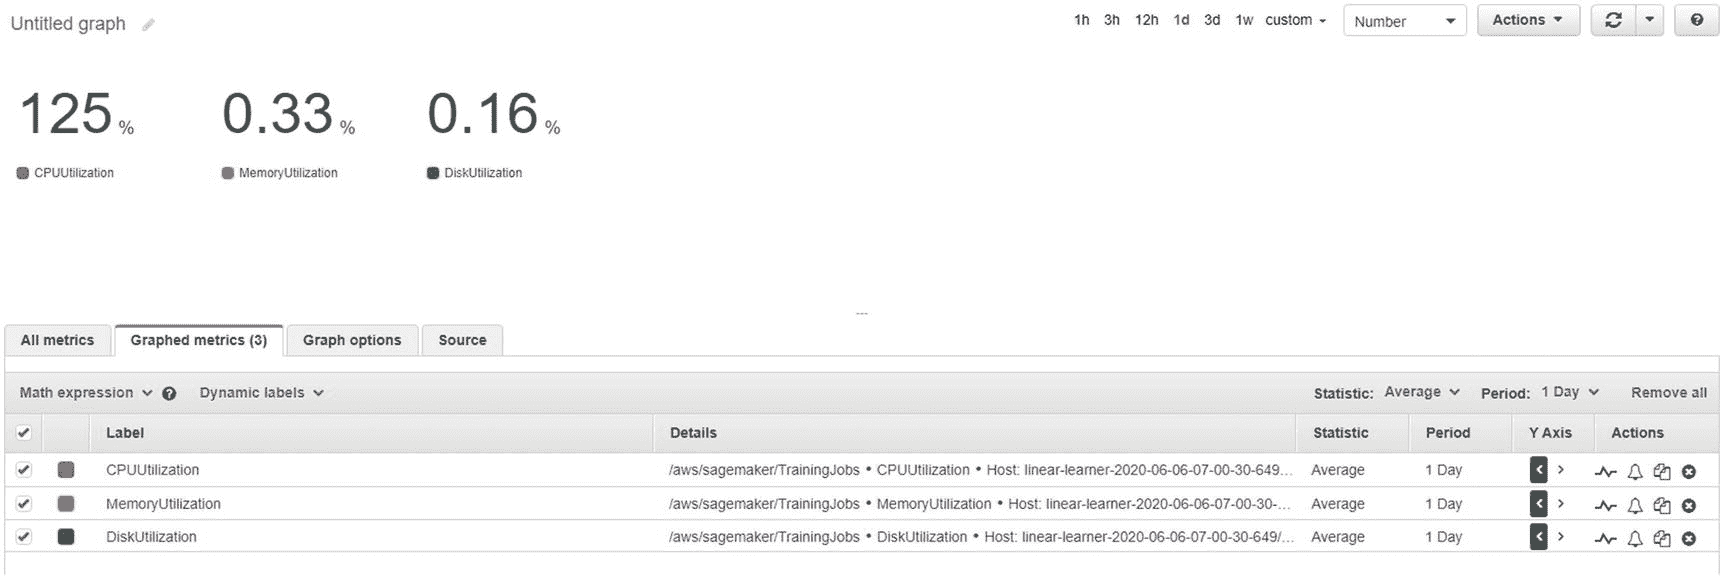 Untitled graph
1h 3h 12h 1d 3d 1w custom Number Actions
125 % 0.33 % 0.16 %
CPUUtilization MemoryUtilization DiskUtilization
All metrics Graphed metrics (3) Graph options Source
Math expression Dynamic labels Statistic: Average Period: 1 Day Remove all
Label Details Statistic Period Y Axis Actions
CPUUtilization /aws/sagemaker/TrainingJobs • CPUUtilization • Host: linear-learner-2020-06-06-07-00-30-649... Average 1 Day
MemoryUtilization /aws/sagemaker/TrainingJobs • MemoryUtilization • Host: linear-learner-2020-06-06-07-00-30-... Average 1 Day
DiskUtilization /aws/sagemaker/TrainingJobs • DiskUtilization • Host: linear-learner-2020-06-06-07-00-30-649/... Average 1 Day